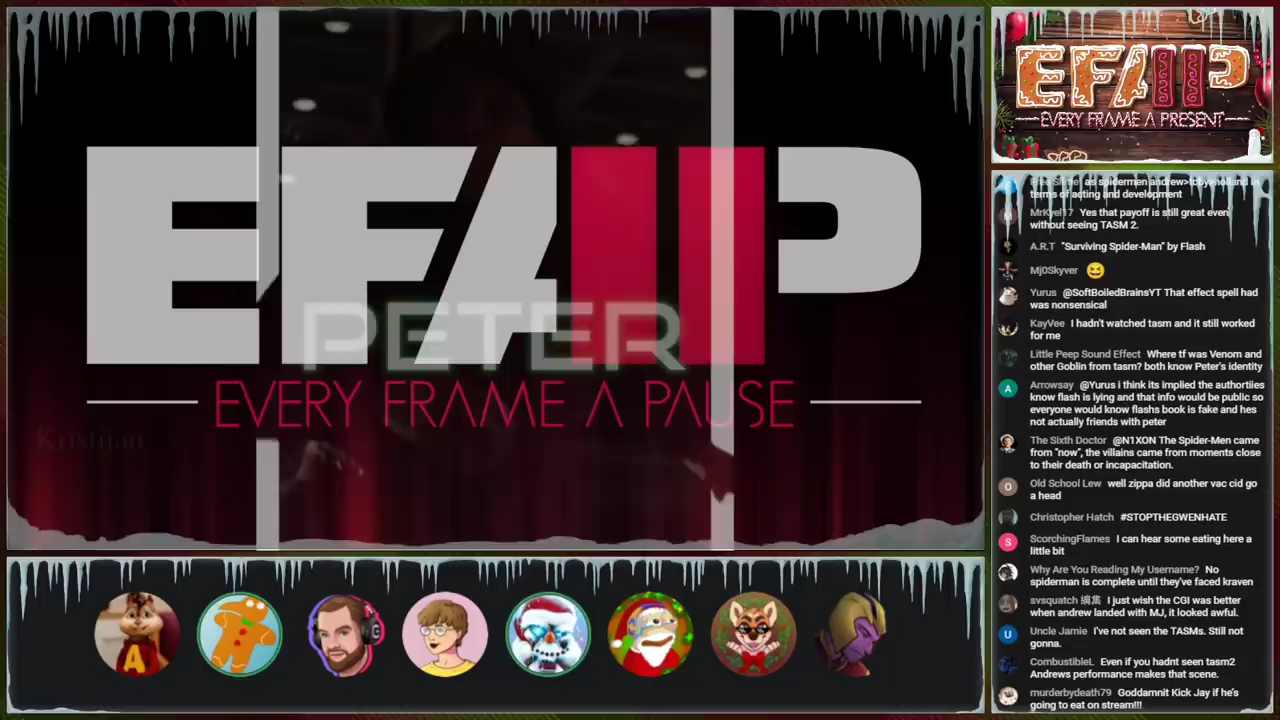 EFAP
PETER
EVERY FRAME A PAUSE
Kristijan
EFAP
EVERY FRAME A PRESENT
as spidermen andrew>toby>holland in
terms of acting and development
MrKyel17 Yes that payoff is still great even
without seeing TASM 2.
A.R.T "Surviving Spider-Man" by Flash
Mj0Skyver
Yurus @SoftBoiledBrainsYT That effect spell had
was nonsensical
KayVee I hadn't watched tasm and it still worked
for me
Little Peep Sound Effect Where tf was Venom and
other Goblin from tasm? both know Peter's identity
A Arrowsay @Yurus i think its implied the authortiies
know flash is lying and that info would be public so
everyone would know flashs book is fake and hes
not actually friends with peter
The Sixth Doctor @N1XON The Spider-Men came
from "now", the villains came from moments close
to their death or incapacitation.
O Old School Lew well zippa did another vac cid go
a head
Christopher Hatch #STOPTHEGWENHATE
S ScorchingFlames I can hear some eating here a
little bit
Why Are You Reading My Username? No
spiderman is complete until they've faced kraven
svsquatch 編集 I just wish the CGI was better
when andrew landed with MJ, it looked awful.
U Uncle Jamie I've not seen the TASMs. Still not
gonna.
CombustibleL Even if you hadnt seen tasm2
Andrews performance makes that scene.
murderbydeath79 Goddamnit Kick Jay if he's
going to eat on stream!!!
A